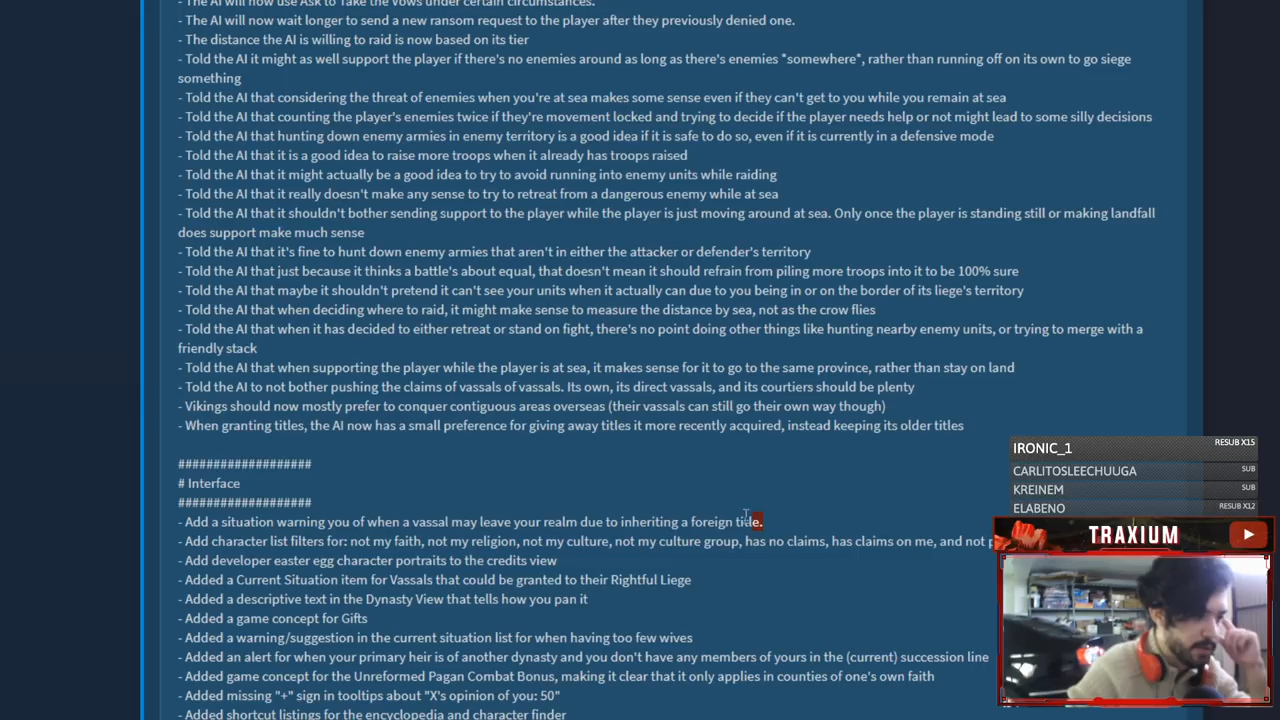 - The AI will now use Ask to Take the Vows under certain circumstances.
- The AI will now wait longer to send a new ransom request to the player after they previously denied one.
- The distance the AI is willing to raid is now based on its tier
- Told the AI it might as well support the player if there's no enemies around as long as there's enemies *somewhere*, rather than running off on its own to go siege
something
- Told the AI that considering the threat of enemies when you're at sea makes some sense even if they can't get to you while you remain at sea
- Told the AI that counting the player's enemies twice if they're movement locked and trying to decide if the player needs help or not might lead to some silly decisions
- Told the AI that hunting down enemy armies in enemy territory is a good idea if it is safe to do so, even if it is currently in a defensive mode
- Told the AI that it is a good idea to raise more troops when it already has troops raised
- Told the AI that it might actually be a good idea to try to avoid running into enemy units while raiding
- Told the AI that it really doesn't make any sense to try to retreat from a dangerous enemy while at sea
- Told the AI that it shouldn't bother sending support to the player while the player is just moving around at sea. Only once the player is standing still or making landfall
does support make much sense
- Told the AI that it's fine to hunt down enemy armies that aren't in either the attacker or defender's territory
- Told the AI that just because it thinks a battle's about equal, that doesn't mean it should refrain from piling more troops into it to be 100% sure
- Told the AI that maybe it shouldn't pretend it can't see your units when it actually can due to you being in or on the border of its liege's territory
- Told the AI that when deciding where to raid, it might make sense to measure the distance by sea, not as the crow flies
- Told the AI that when it has decided to either retreat or stand on fight, there's no point doing other things like hunting nearby enemy units, or trying to merge with a
friendly stack
- Told the AI that when supporting the player while the player is at sea, it makes sense for it to go to the same province, rather than stay on land
- Told the AI to not bother pushing the claims of vassals of vassals. Its own, its direct vassals, and its courtiers should be plenty
- Vikings should now mostly prefer to conquer contiguous areas overseas (their vassals can still go their own way though)
- When granting titles, the AI now has a small preference for giving away titles it more recently acquired, instead keeping its older titles
###################
# Interface
###################
- Add a situation warning you of when a vassal may leave your realm due to inheriting a foreign title.
- Add character list filters for: not my faith, not my religion, not my culture, not my culture group, has no claims, has claims on me, and not
- Add developer easter egg character portraits to the credits view
- Added a Current Situation item for Vassals that could be granted to their Rightful Liege
- Added a descriptive text in the Dynasty View that tells how you pan it
- Added a game concept for Gifts
- Added a warning/suggestion in the current situation list for when having too few wives
- Added an alert for when your primary heir is of another dynasty and you don't have any members of yours in the (current) succession line
- Added game concept for the Unreformed Pagan Combat Bonus, making it clear that it only applies in counties of one's own faith
- Added missing "+" sign in tooltips about "X's opinion of you: 50"
- Added shortcut listings for the encyclopedia and character finder
IRONIC_1 RESUB X15
CARLITOSLEECHUUGA SUB
KREINEM SUB
ELABENO RESUB X12
TRAXIUM